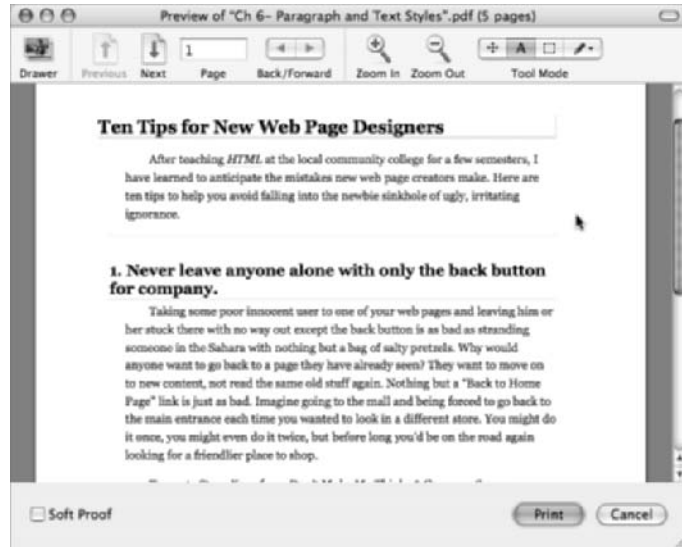 Preview of "Ch 6– Paragraph and Text Styles".pdf (5 pages)
1
Drawer Previous Next Page Back/Forward Zoom In Zoom Out Tool Mode
A
Ten Tips for New Web Page Designers
After teaching HTML at the local community college for a few semesters, I
have learned to anticipate the mistakes new web page creators make. Here are
ten tips to help you avoid falling into the newbie sinkhole of ugly, irritating
ignorance.
1. Never leave anyone alone with only the back button
for company.
Taking some poor innocent user to one of your web pages and leaving him or
her stuck there with no way out except the back button is as bad as stranding
someone in the Sahara with nothing but a bag of salty pretzels. Why would
anyone want to go back to a page they have already seen? They want to move on
to new content, not read the same old stuff again. Nothing but a "Back to Home
Page" link is just as bad. Imagine going to the mall and being forced to go back to
the main entrance each time you wanted to look in a different store. You might do
it once, you might even do it twice, but before long you'd be on the road again
looking for a friendlier place to shop.
Soft Proof
Print Cancel